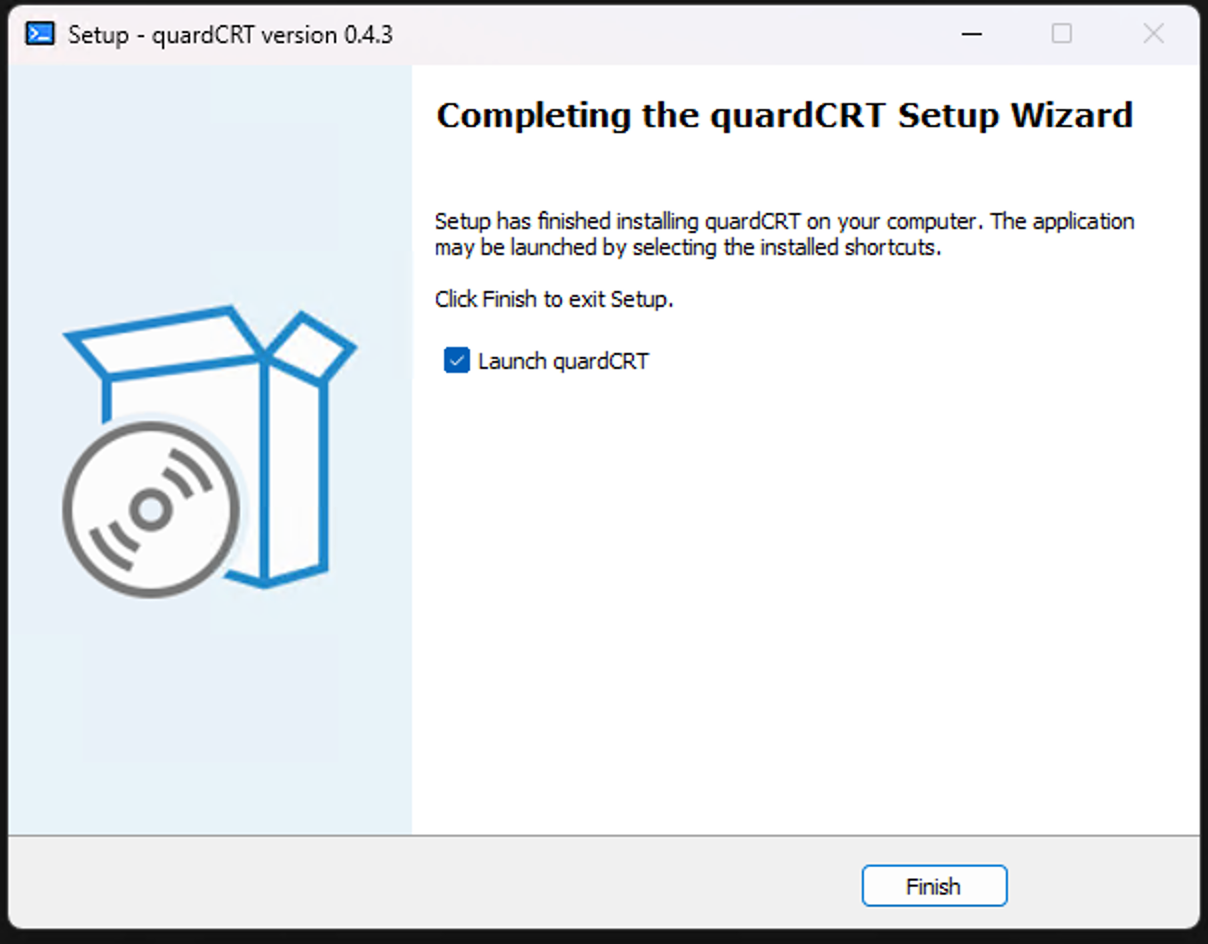 Setup - quardCRT version 0.4.3
Completing the quardCRT Setup Wizard
Setup has finished installing quardCRT on your computer. The application
may be launched by selecting the installed shortcuts.
Click Finish to exit Setup.
Launch quardCRT
Finish